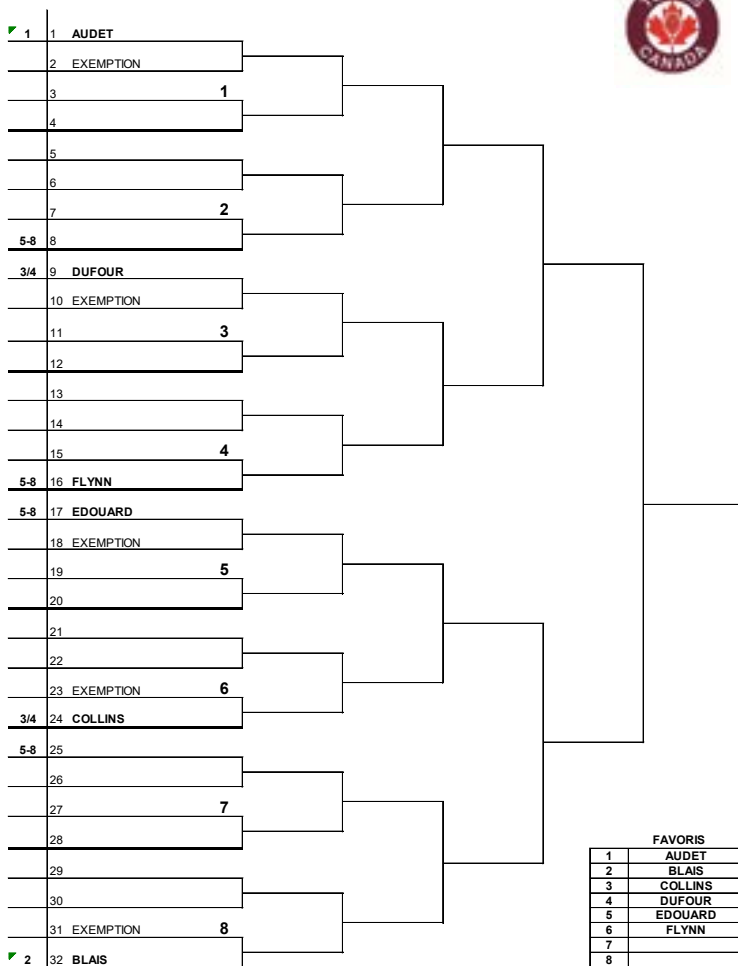 1 1 AUDET
2 EXEMPTION
3 1
4
5
6
7 2
5-8 8
3/4 9 DUFOUR
10 EXEMPTION
11 3
12
13
14
15 4
5-8 16 FLYNN
5-8 17 EDOUARD
18 EXEMPTION
19 5
20
21
22
23 EXEMPTION 6
3/4 24 COLLINS
5-8 25
26
27 7
28
29
30
31 EXEMPTION 8
2 32 BLAIS
CANADA
FAVORIS
1 AUDET
2 BLAIS
3 COLLINS
4 DUFOUR
5 EDOUARD
6 FLYNN
7
8